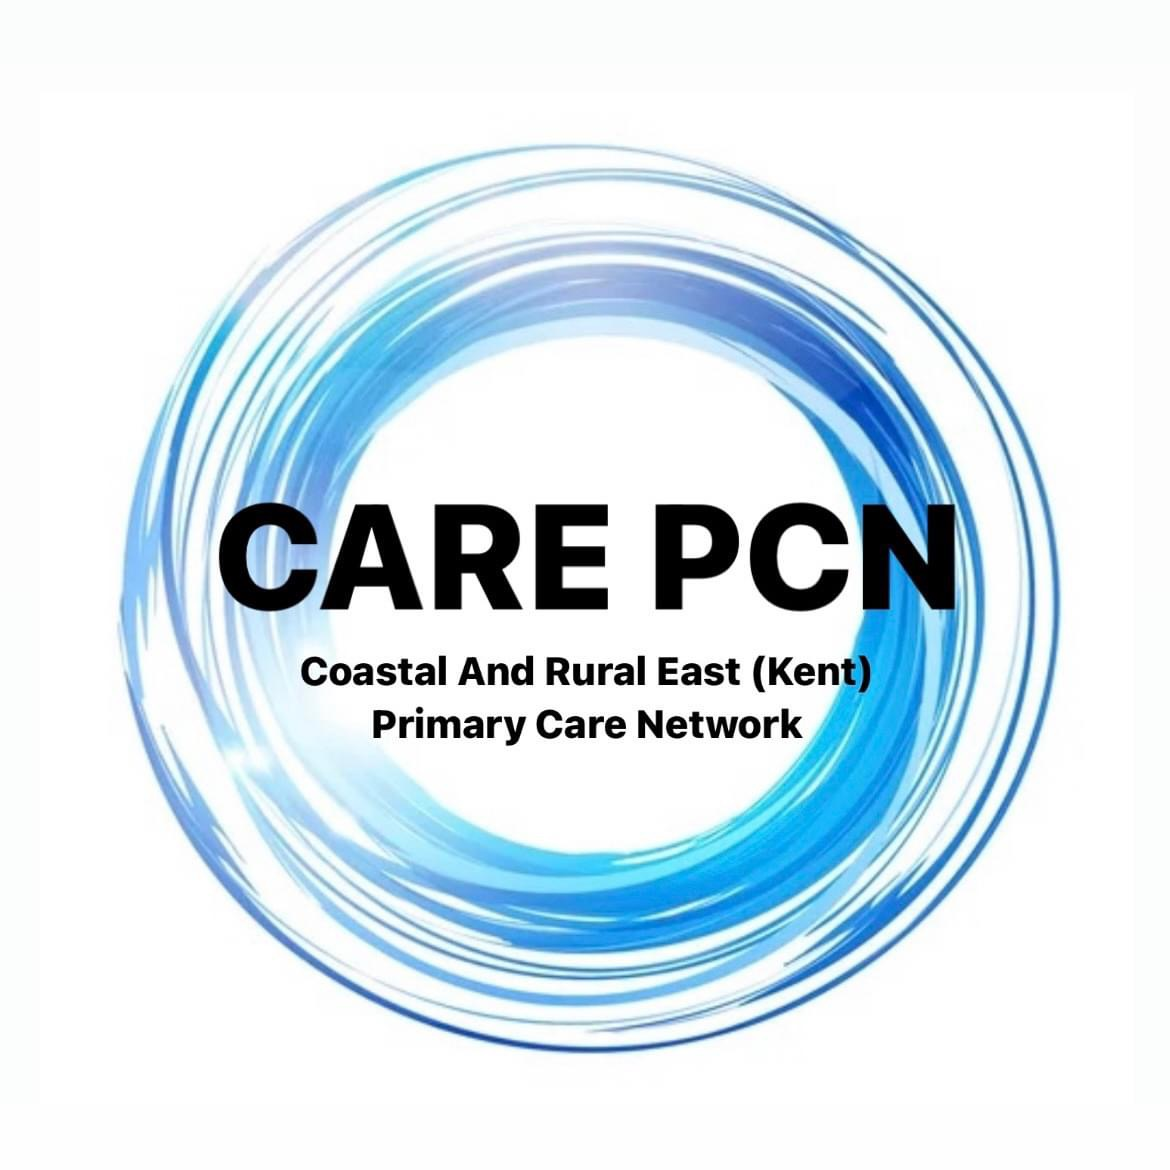 CARE PCN
Coastal And Rural East (Kent)
Primary Care Network